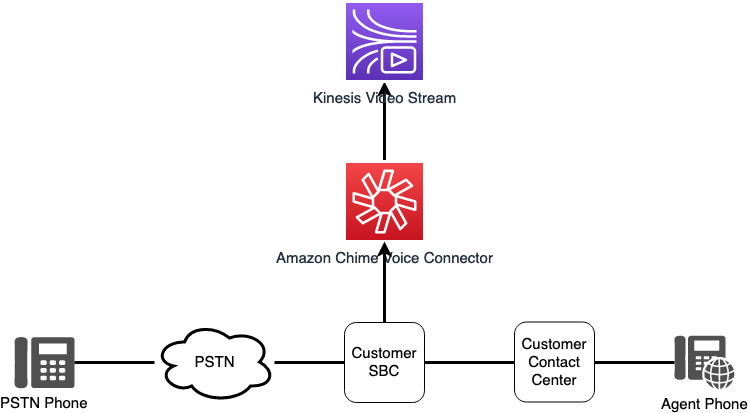 Kinesis Video Stream
Amazon Chime Voice Connector
PSTN Phone
PSTN
Customer
SBC
Customer
Contact
Center
Agent Phone